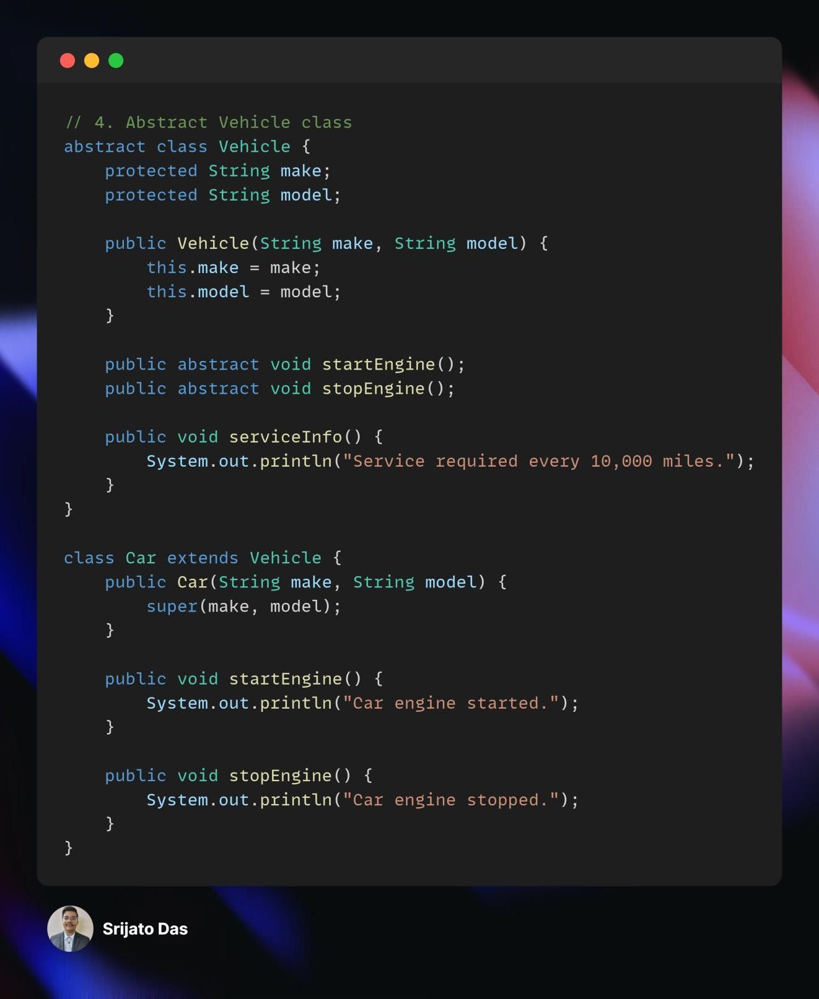 // 4. Abstract Vehicle class
abstract class Vehicle {
    protected String make;
    protected String model;

    public Vehicle(String make, String model) {
        this.make = make;
        this.model = model;
    }

    public abstract void startEngine();
    public abstract void stopEngine();

    public void serviceInfo() {
        System.out.println("Service required every 10,000 miles.");
    }
}

class Car extends Vehicle {
    public Car(String make, String model) {
        super(make, model);
    }

    public void startEngine() {
        System.out.println("Car engine started.");
    }

    public void stopEngine() {
        System.out.println("Car engine stopped.");
    }
}
Srijato Das